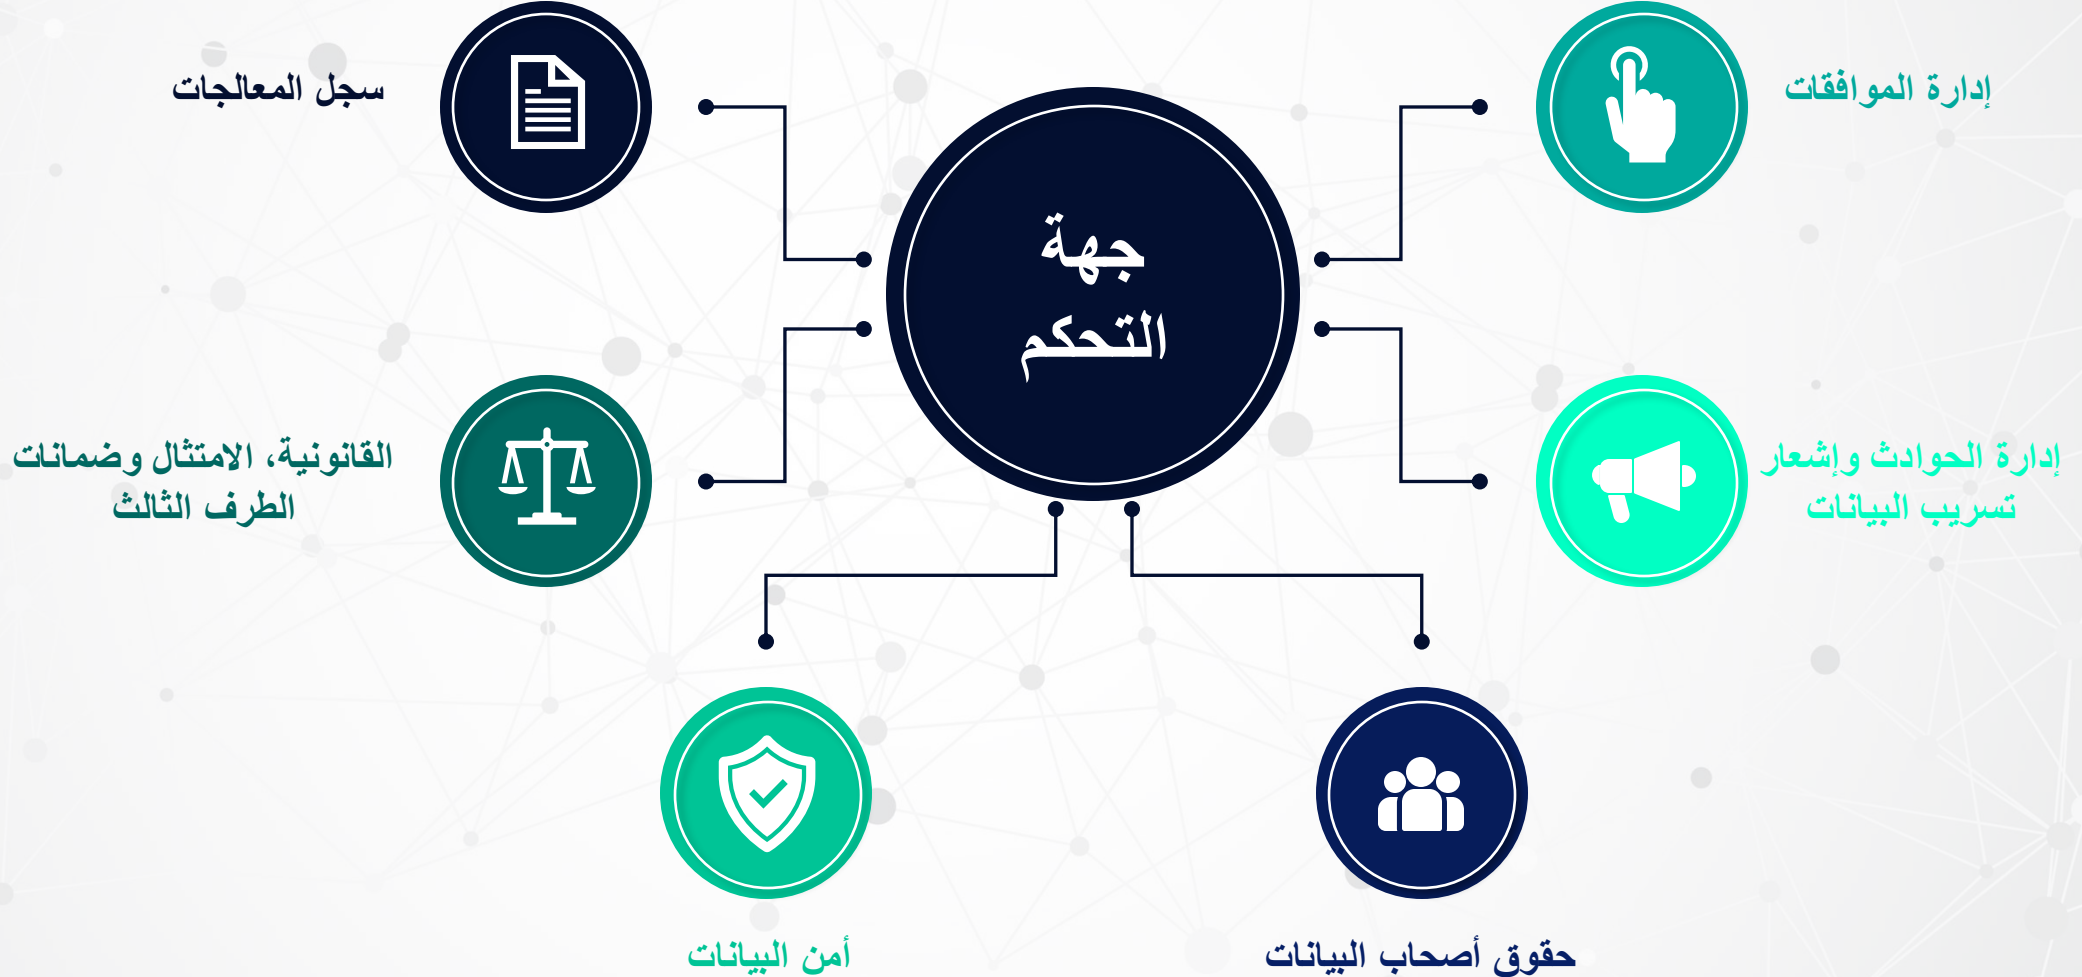 إدارة الموافقات
سجل المعالجات
جهة
التحكم
إدارة الحوادث وإشعار
تسريب البيانات
القانونية، الامتثال وضمانات
الطرف الثالث
حقوق أصحاب البيانات
أمن البيانات